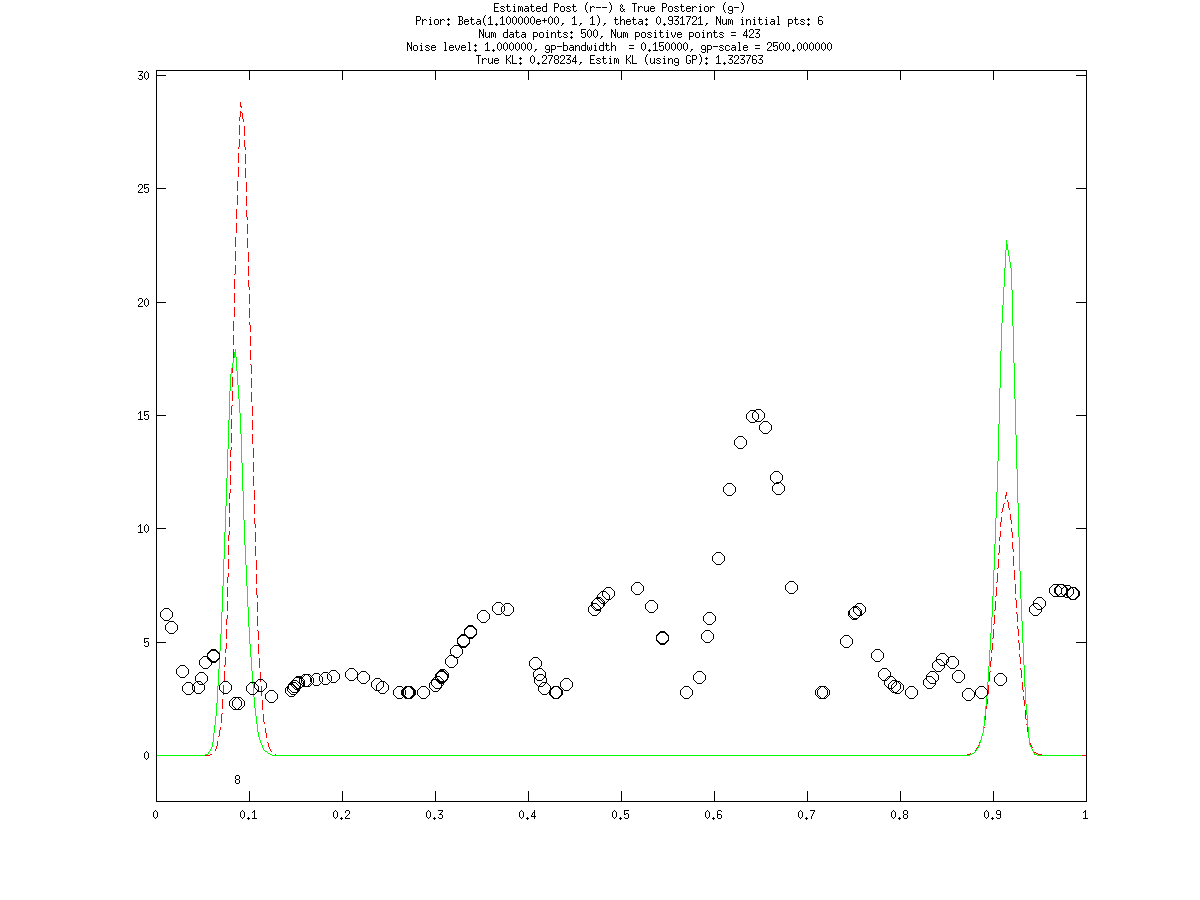 Estimated Post (r--) & True Posterior (g-)
Prior: Beta(1.100000e+00, 1, 1), theta: 0.931721, Num initial pts: 6
Num data points: 500, Num positive points = 423
Noise level: 1.000000, gp-bandwidth  = 0.150000, gp-scale = 2500.000000
True KL: 0.278234, Estim KL (using GP): 1.323763
30
25
20
15
10
5
0
8
0 0.1 0.2 0.3 0.4 0.5 0.6 0.7 0.8 0.9 1